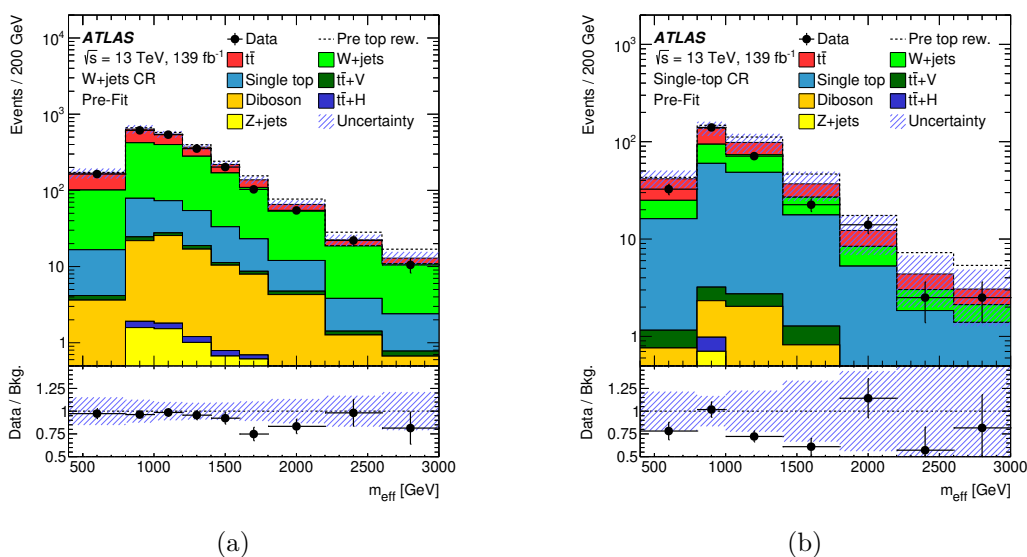 Events / 200 GeV
10⁴
10³
10²
10
1
ATLAS
√s = 13 TeV, 139 fb⁻¹
W+jets CR
Pre-Fit
Data
Pre top rew.
tt̄
W+jets
Single top
tt̄+V
Diboson
tt̄+H
Z+jets
Uncertainty
Data / Bkg.
1.25
1
0.75
0.5
500 1000 1500 2000 2500 3000
m_eff [GeV]
(a)
Events / 200 GeV
10³
10²
10
1
ATLAS
√s = 13 TeV, 139 fb⁻¹
Single-top CR
Pre-Fit
Data
Pre top rew.
tt̄
W+jets
Single top
tt̄+V
Diboson
tt̄+H
Z+jets
Uncertainty
Data / Bkg.
1.25
1
0.75
0.5
500 1000 1500 2000 2500 3000
m_eff [GeV]
(b)